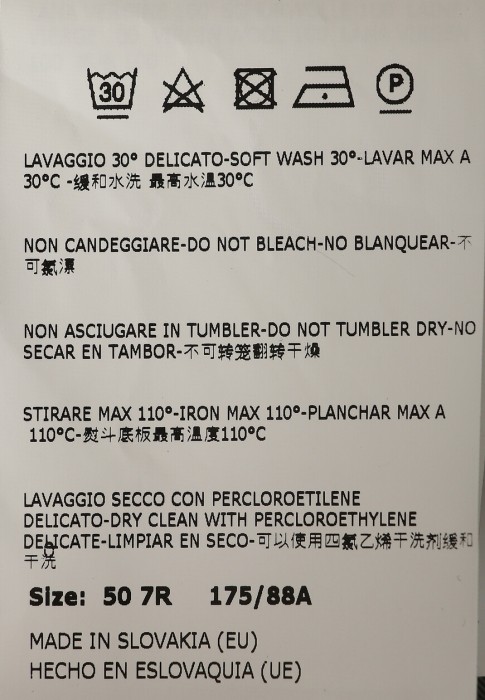 30 P
LAVAGGIO 30° DELICATO-SOFT WASH 30°-LAVAR MAX A
30°C -缓和水洗 最高水温30°C
NON CANDEGGIARE-DO NOT BLEACH-NO BLANQUEAR-不
可氯漂
NON ASCIUGARE IN TUMBLER-DO NOT TUMBLER DRY-NO
SECAR EN TAMBOR-不可转笼翻转干燥
STIRARE MAX 110°-IRON MAX 110°-PLANCHAR MAX A
110°C-熨斗底板最高温度110°C
LAVAGGIO SECCO CON PERCLOROETILENE
DELICATO-DRY CLEAN WITH PERCLOROETHYLENE
DELICATE-LIMPIAR EN SECO-可以使用四氯乙烯干洗剂缓和
干洗
Size: 50 7R 175/88A
MADE IN SLOVAKIA (EU)
HECHO EN ESLOVAQUIA (UE)